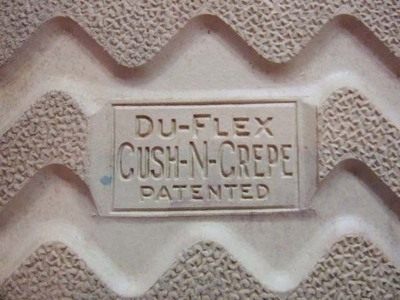 DU-FLEX
CUSH-N-CREPE
PATENTED